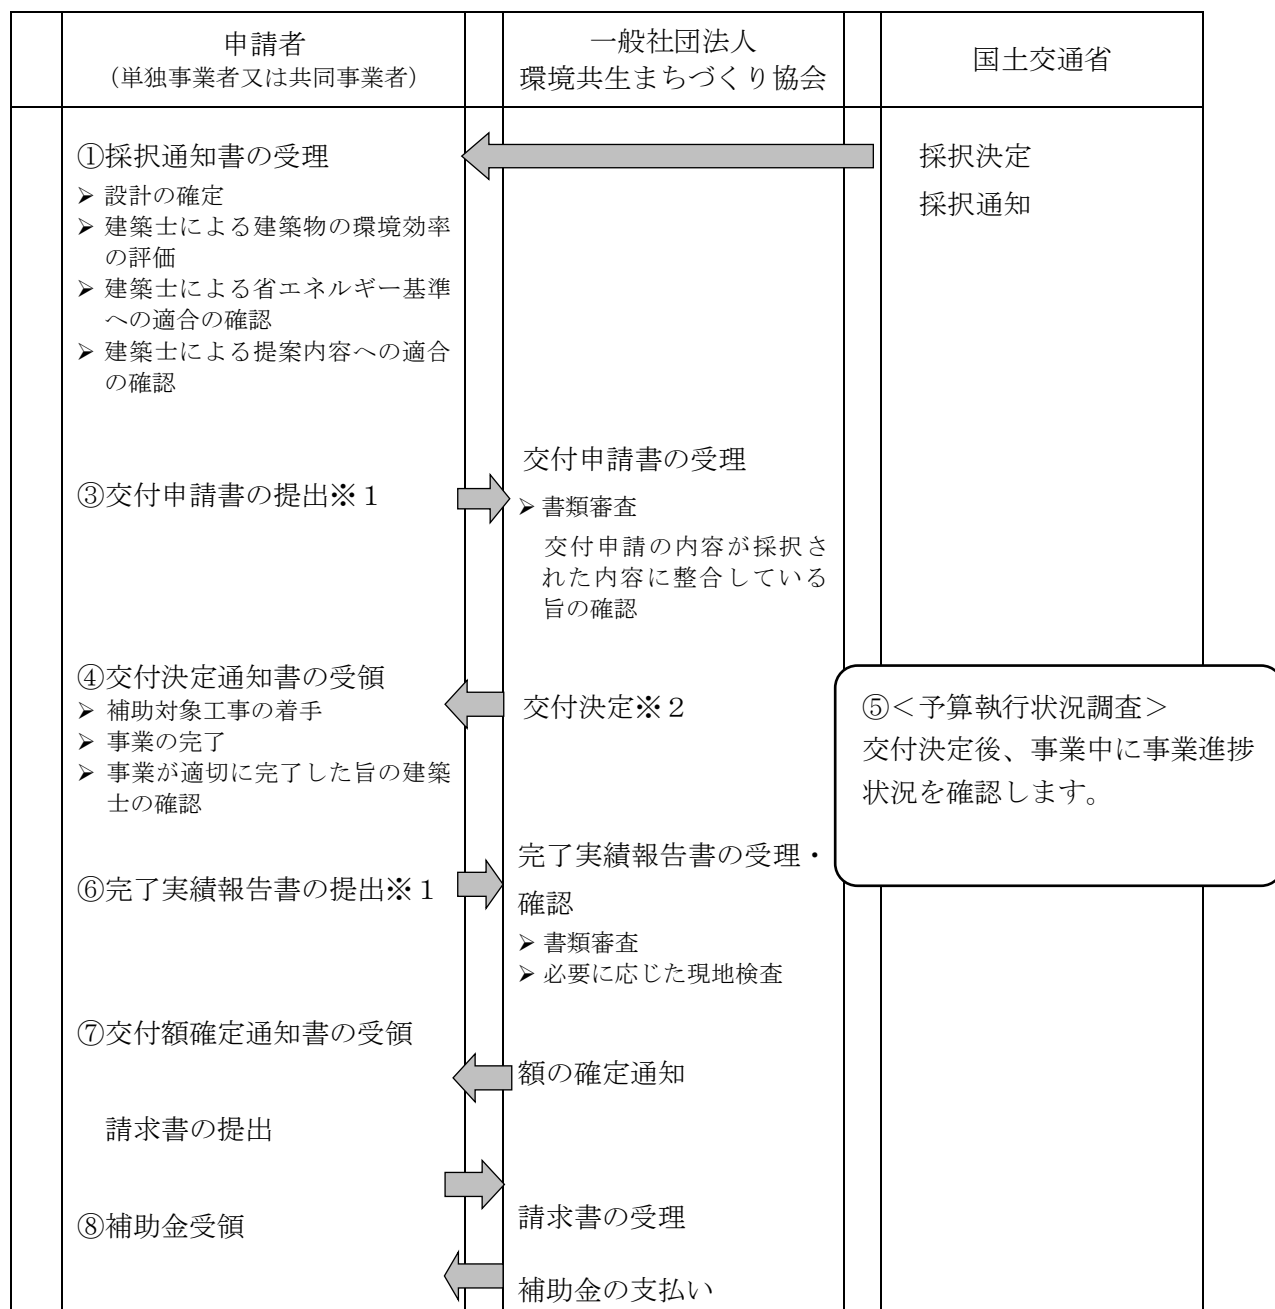 申請者
（単独事業者又は共同事業者）
一般社団法人
環境共生まちづくり協会
国土交通省
①採択通知書の受理
➢ 設計の確定
➢ 建築士による建築物の環境効率
の評価
➢ 建築士による省エネルギー基準
への適合の確認
➢ 建築士による提案内容への適合
の確認
採択決定
採択通知
③交付申請書の提出※１
交付申請書の受理
➢ 書類審査
交付申請の内容が採択さ
れた内容に整合している
旨の確認
④交付決定通知書の受領
➢ 補助対象工事の着手
➢ 事業の完了
➢ 事業が適切に完了した旨の建築
士の確認
交付決定※２
⑤＜予算執行状況調査＞
交付決定後、事業中に事業進捗
状況を確認します。
⑥完了実績報告書の提出※１
完了実績報告書の受理・
確認
➢ 書類審査
➢ 必要に応じた現地検査
⑦交付額確定通知書の受領
額の確定通知
請求書の提出
請求書の受理
⑧補助金受領
補助金の支払い